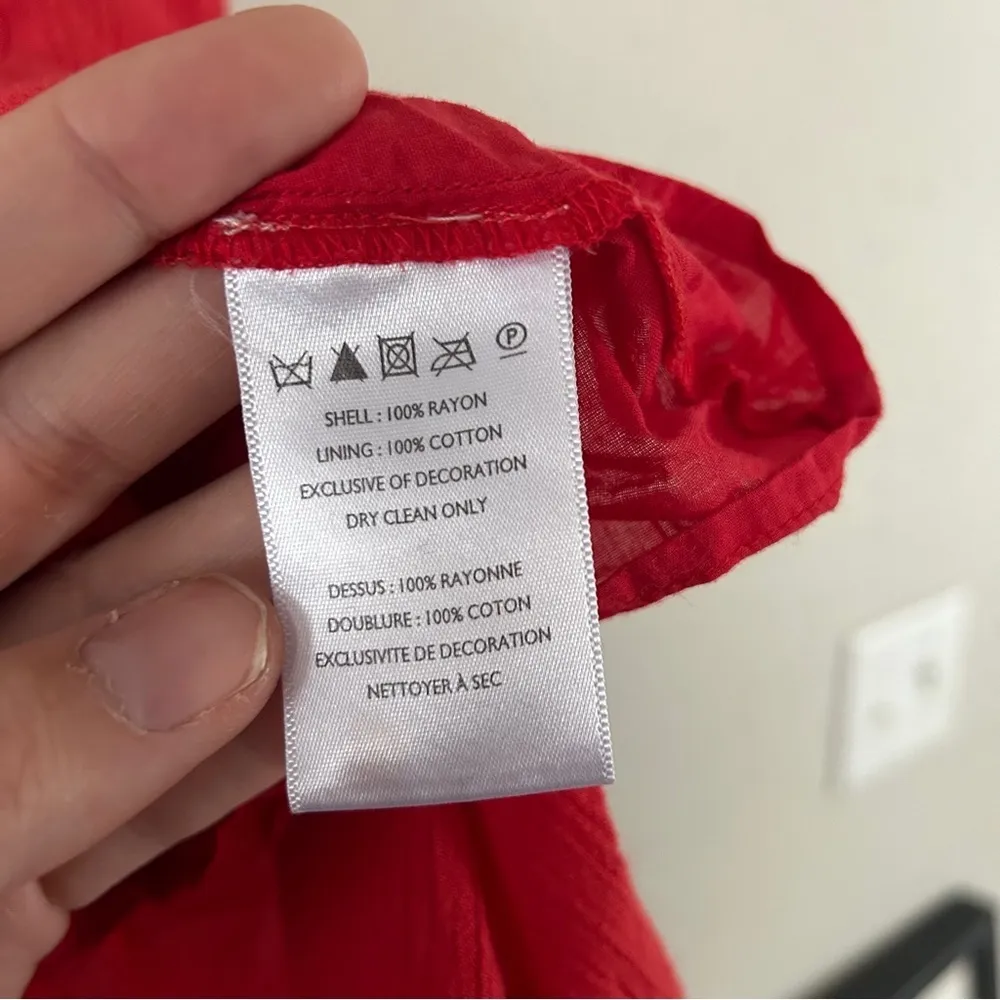 P
SHELL : 100% RAYON
LINING : 100% COTTON
EXCLUSIVE OF DECORATION
DRY CLEAN ONLY
DESSUS : 100% RAYONNE
DOUBLURE : 100% COTON
EXCLUSIVITE DE DECORATION
NETTOYER À SEC